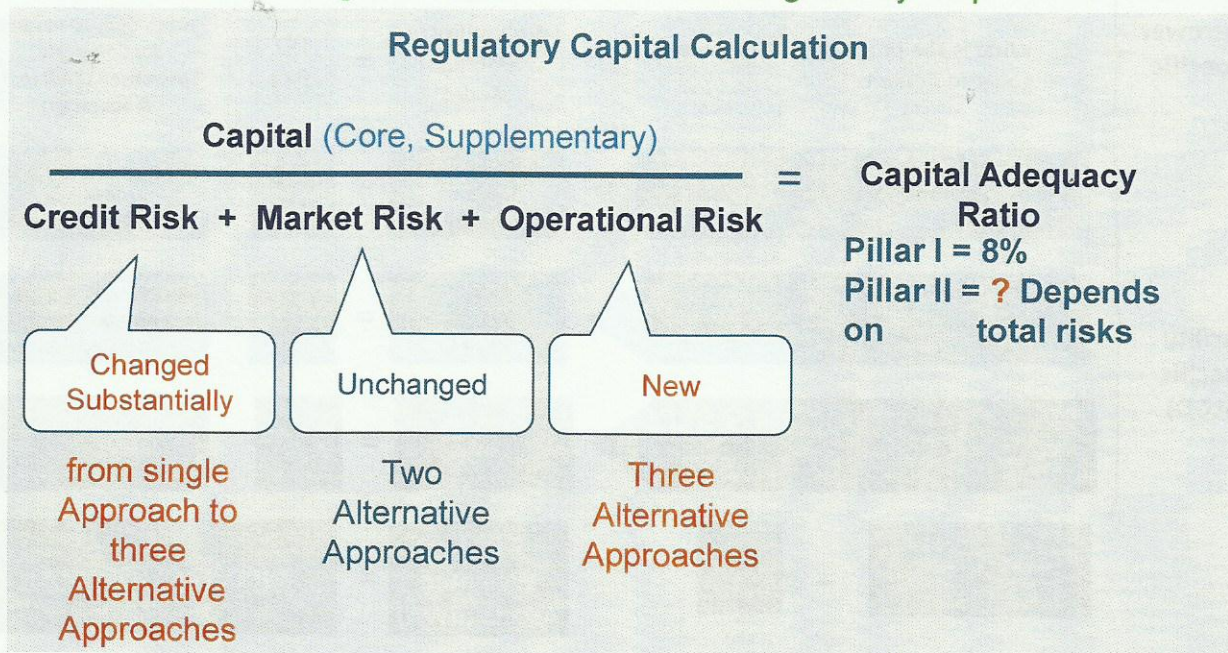 Regulatory Capital Calculation
Capital (Core, Supplementary)
= Capital Adequacy
Ratio
Credit Risk + Market Risk + Operational Risk
Pillar I = 8%
Pillar II = ? Depends
on total risks
Changed
Substantially
Unchanged
New
from single
Approach to
three
Alternative
Approaches
Two
Alternative
Approaches
Three
Alternative
Approaches